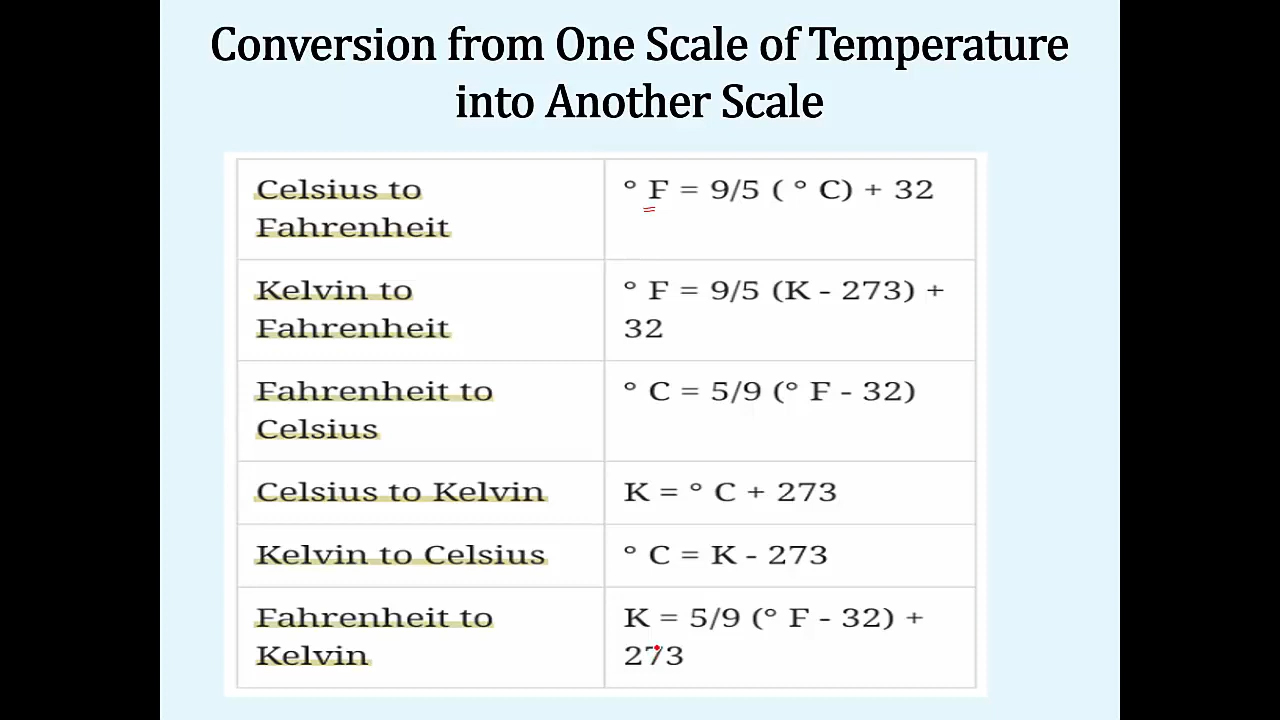 Conversion from One Scale of Temperature
into Another Scale
Celsius to
Fahrenheit
° F = 9/5 ( ° C) + 32
Kelvin to
Fahrenheit
° F = 9/5 (K - 273) +
32
Fahrenheit to
Celsius
° C = 5/9 (° F - 32)
Celsius to Kelvin
K = ° C + 273
Kelvin to Celsius
° C = K - 273
Fahrenheit to
Kelvin
K = 5/9 (° F - 32) +
273